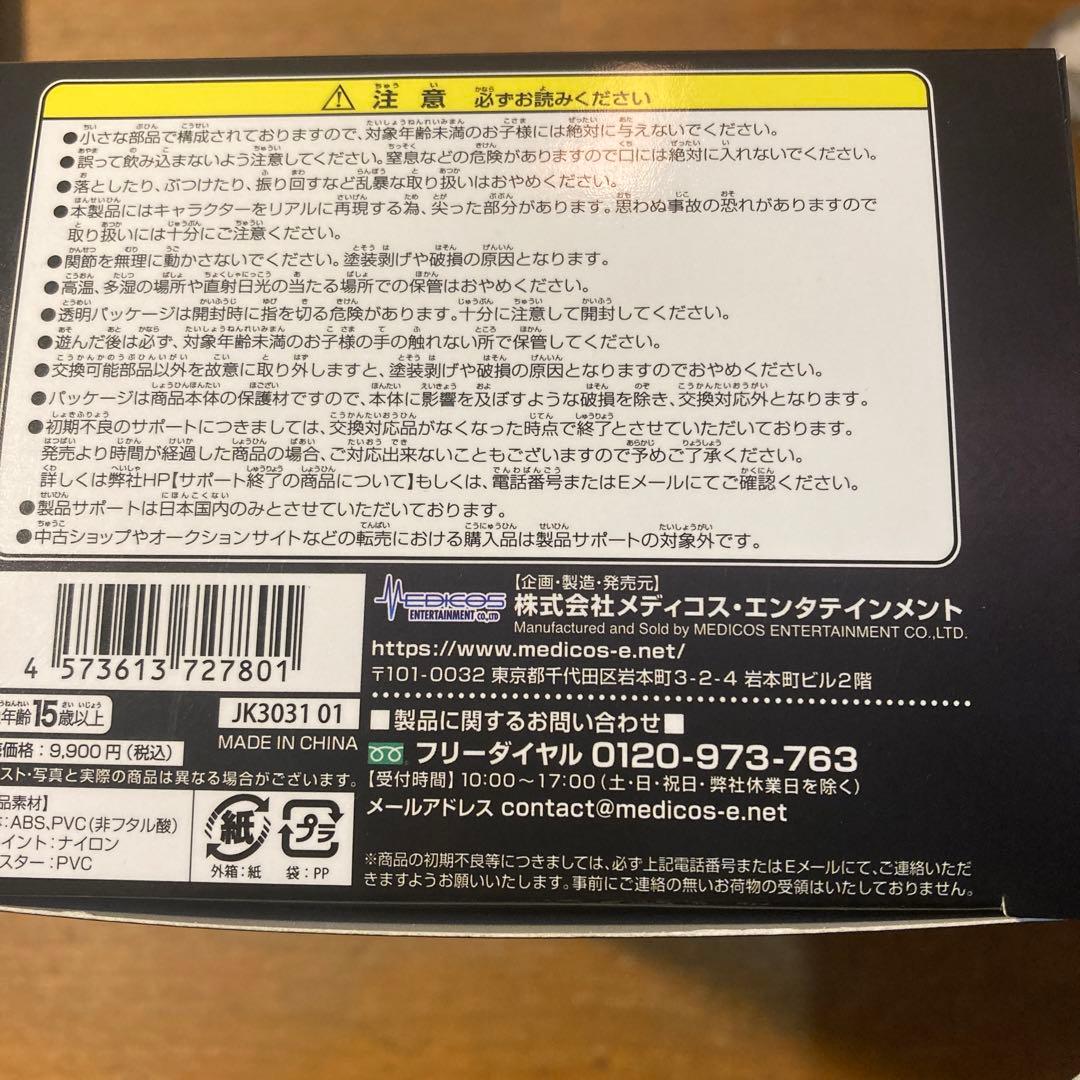 ⚠ 注意 必ずお読みください
●小さな部品で構成されておりますので、対象年齢未満のお子様には絶対に与えないでください。
●誤って飲み込まないよう注意してください。窒息などの危険がありますので口には絶対に入れないでください。
●落としたり、ぶつけたり、振り回すなど乱暴な取り扱いはおやめください。
●本製品にはキャラクターをリアルに再現する為、尖った部分があります。思わぬ事故の恐れがありますので
取り扱いには十分にご注意ください。
●関節を無理に動かさないでください。塗装剥げや破損の原因となります。
●高温、多湿の場所や直射日光の当たる場所での保管はおやめください。
●透明パッケージは開封時に指を切る危険があります。十分に注意して開封してください。
●遊んだ後は必ず、対象年齢未満のお子様の手の触れない所で保管してください。
●交換可能部品以外を故意に取り外しますと、塗装剥げや破損の原因となりますのでおやめください。
●パッケージは商品本体の保護材ですので、本体に影響を及ぼすような破損を除き、交換対応外となります。
●初期不良のサポートにつきましては、交換対応品がなくなった時点で終了とさせていただいております。
発売より時間が経過した商品の場合、ご対応出来ないこともございますので予めご了承ください。
詳しくは弊社HP【サポート終了の商品について】もしくは、電話番号またはEメールにてご確認ください。
●製品サポートは日本国内のみとさせていただいております。
●中古ショップやオークションサイトなどの転売における購入品は製品サポートの対象外です。
4 573613 727801
MEDICOS
ENTERTAINMENT CO.,LTD
【企画・製造・発売元】
株式会社メディコス・エンタテインメント
Manufactured and Sold by MEDICOS ENTERTAINMENT CO.,LTD.
https://www.medicos-e.net/
〒101-0032 東京都千代田区岩本町3-2-4 岩本町ビル2階
年齢15歳以上
JK3031 01
MADE IN CHINA
価格：9,900円(税込)
スト・写真と実際の商品は異なる場合がございます。
■製品に関するお問い合わせ■
フリーダイヤル 0120-973-763
【受付時間】10:00〜17:00(土・日・祝日・弊社休業日を除く)
メールアドレス contact@medicos-e.net
品素材】
:ABS、PVC(非フタル酸)
イント：ナイロン
スター：PVC
紙
外箱：紙
プラ
袋：PP
※商品の初期不良等につきましては、必ず上記電話番号またはEメールにて、ご連絡いただ
きますようお願いいたします。事前にご連絡の無いお荷物の受領はいたしておりません。